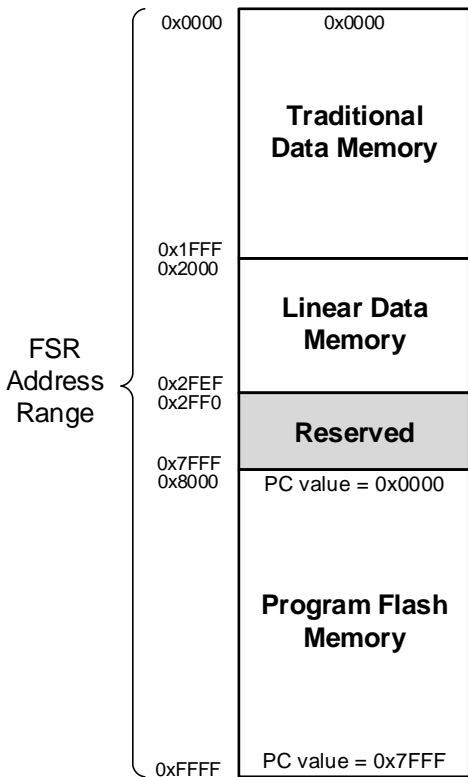 0x0000
0x0000
Traditional
Data Memory
0x1FFF
0x2000
Linear Data
Memory
FSR
Address
Range
0x2FEF
0x2FF0
Reserved
0x7FFF
0x8000
PC value = 0x0000
Program Flash
Memory
0xFFFF
PC value = 0x7FFF